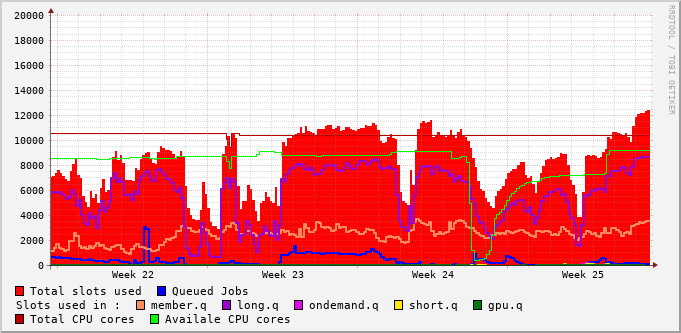 RRDTOOL / TOBI OETIKER
20000
18000
16000
14000
12000
10000
8000
6000
4000
2000
0
Week 22 Week 23 Week 24 Week 25
Total slots used Queued Jobs
Slots used in : member.q long.q ondemand.q short.q gpu.q
Total CPU cores Availale CPU cores